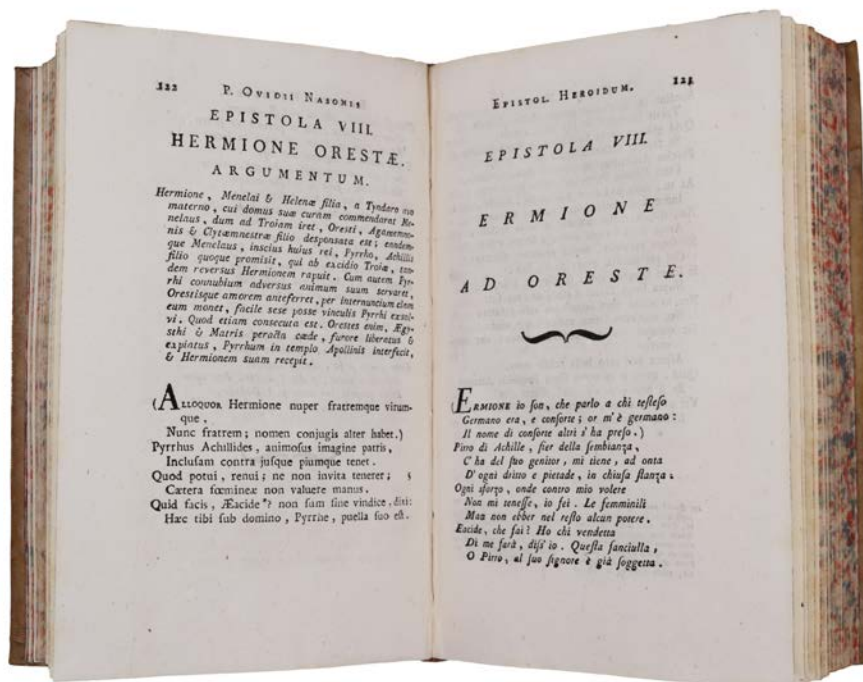 122 P. OVIDII NASONIS
EPISTOLA VIII.
HERMIONE ORESTÆ.
ARGUMENTUM.
Hermione, Menelai & Helenæ filia, a Tyndaro avo
materno, cui domus suæ curam commendarat Me-
nelaus, dum ad Troiam iret, Oresti, Agamemno-
nis & Clytæmnestræ filio desponsata est; eandem-
que Menelaus, inscius huius rei, Pyrrho, Achillis
filio quoque promisit, qui ab excidio Troiæ, tan-
dem reversus Hermionem rapuit. Cum autem Pyr-
rhi connubium adversus animum suum servaret,
Orestisque amorem anteferret, per internuncium clam
eum monet, facile sese posse vinculis Pyrrhi exsol-
vi. Quod etiam consecuta est. Orestes enim, Ægy-
sthi & Matris peracta cæde, furore liberatus &
expiatus, Pyrrhum in templo Apollinis interfecit,
& Hermionem suam recepit.
(ALLOQUOR Hermione nuper fratremque virum-
que,
Nunc fratrem; nomen conjugis alter habet.)
Pyrrhus Achillides, animosus imagine patris,
Inclusam contra jusque piumque tenet.
Quod potui, renui; ne non invita tenerer; 5
Cætera fœmineæ non valuere manus.
Quid facis, Æacide? non sum sine vindice, dixi:
Hæc tibi sub domino, Pyrrhe, puella suo est.
EPISTOL. HEROIDUM. 123
EPISTOLA VIII.
ERMIONE
AD ORESTE.
(ERMIONE io son, che parlo a chi testeso
Germano era, e consorte; or m'è germano:
Il nome di consorte altri s'ha preso.)
Pirro di Achille, fier della sembianza,
C'ha del suo genitor, mi tiene, ad onta
D'ogni dritto e pietade, in chiusa stanza:
Ogni sforzo, onde contro mio volere
Non mi tenesse, io fei. Le femminili
Man non ebber nel resto alcun potere.
Eacide, che fai? Ho chi vendetta
Di me farà, diss'io. Questa fanciulla,
O Pirro, al suo signore è già soggetta.